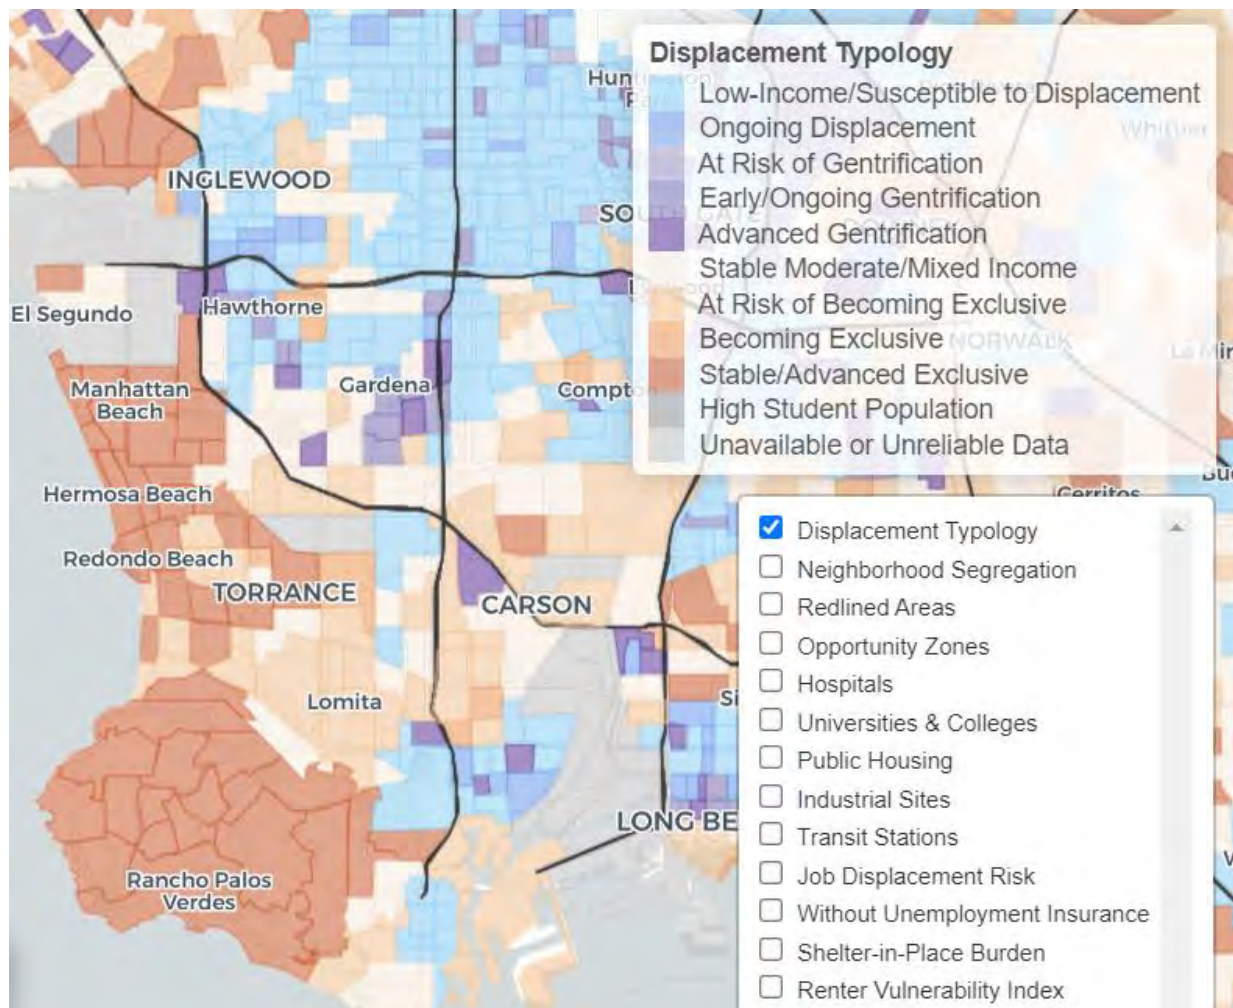 Displacement Typology
Low-Income/Susceptible to Displacement
Ongoing Displacement
At Risk of Gentrification
Early/Ongoing Gentrification
Advanced Gentrification
Stable Moderate/Mixed Income
At Risk of Becoming Exclusive
Becoming Exclusive
Stable/Advanced Exclusive
High Student Population
Unavailable or Unreliable Data
Whittier
NORWALK
INGLEWOOD
El Segundo
Hawthorne
Manhattan
Beach
Gardena
Hermosa Beach
Cerritos
Redondo Beach
TORRANCE
CARSON
Lomita
LONG BE
Rancho Palos
Verdes
Displacement Typology
Neighborhood Segregation
Redlined Areas
Opportunity Zones
Hospitals
Universities & Colleges
Public Housing
Industrial Sites
Transit Stations
Job Displacement Risk
Without Unemployment Insurance
Shelter-in-Place Burden
Renter Vulnerability Index